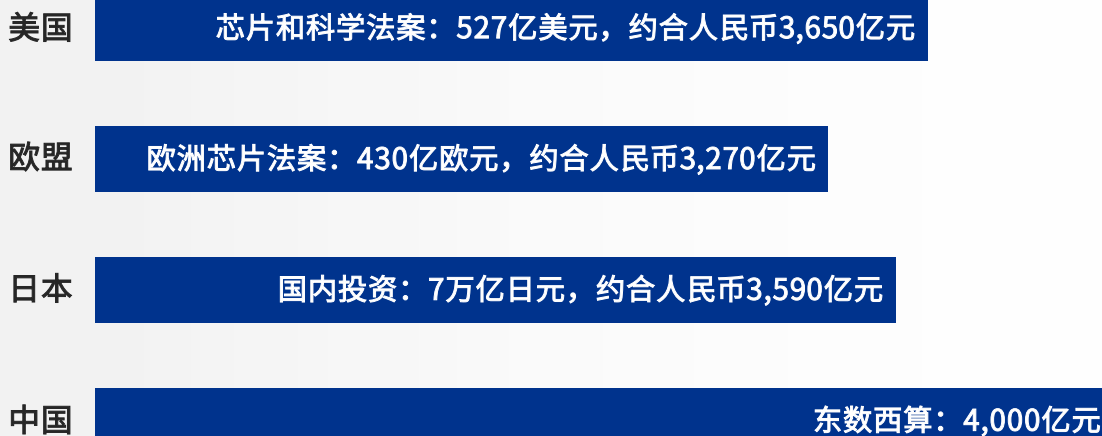 美国
芯片和科学法案：527亿美元，约合人民币3,650亿元
欧盟
欧洲芯片法案：430亿欧元，约合人民币3,270亿元
日本
国内投资：7万亿日元，约合人民币3,590亿元
中国
东数西算：4,000亿元